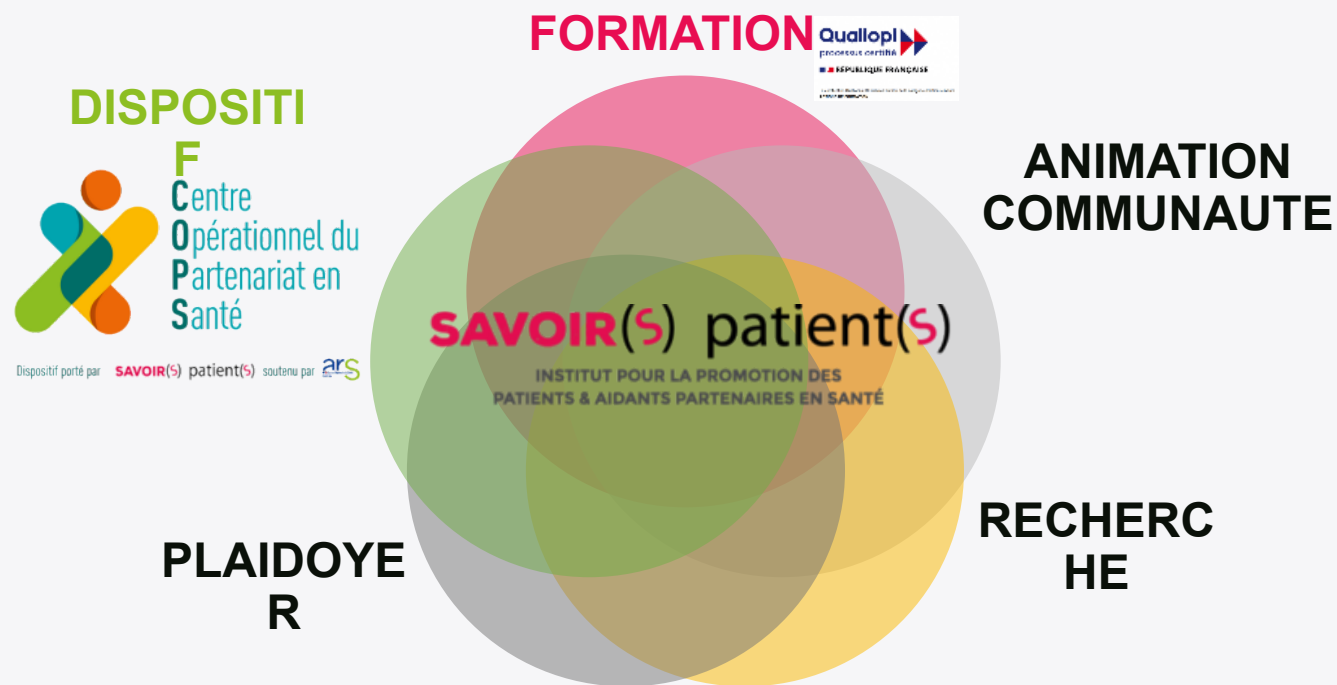 FORMATION
Qualiopi
processus certifié
RÉPUBLIQUE FRANÇAISE
DISPOSITI
F
Centre
Opérationnel du
Partenariat en
Santé
Dispositif porté par SAVOIR(S) patient(s) soutenu par ars
ANIMATION
COMMUNAUTE
SAVOIR(S) patient(s)
INSTITUT POUR LA PROMOTION DES
PATIENTS & AIDANTS PARTENAIRES EN SANTÉ
RECHERC
HE
PLAIDOYE
R